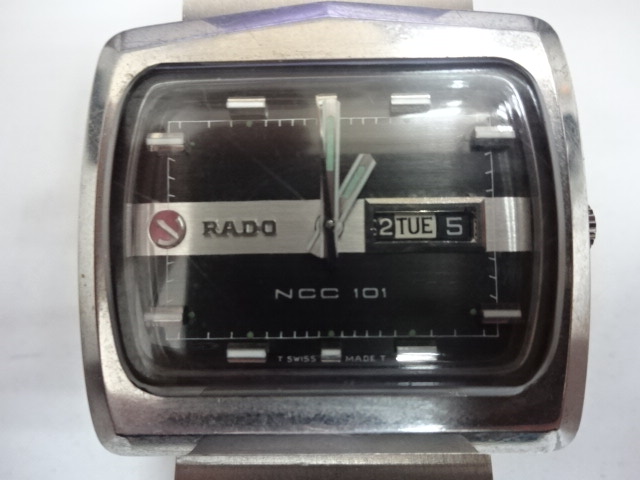 RADO 2 TUE 5
NCC 101
T SWISS MADE T